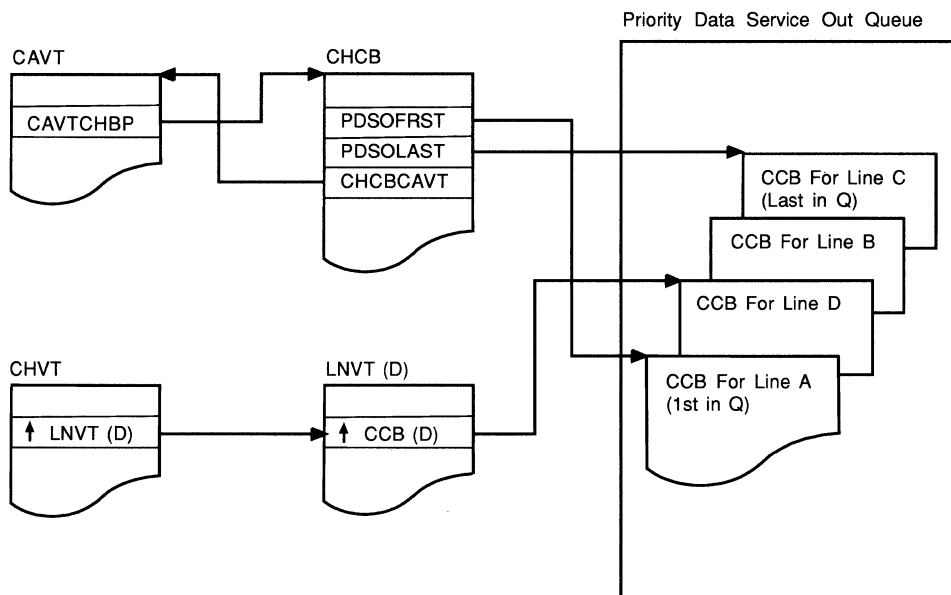 Priority Data Service Out Queue
CAVT
CHCB
CAVTCHBP
PDSOFRST
PDSOLAST
CHCBCAVT
CCB For Line C
(Last in Q)
CCB For Line B
CCB For Line D
CCB For Line A
(1st in Q)
CHVT
LNVT (D)
↑ LNVT (D)
↑ CCB (D)